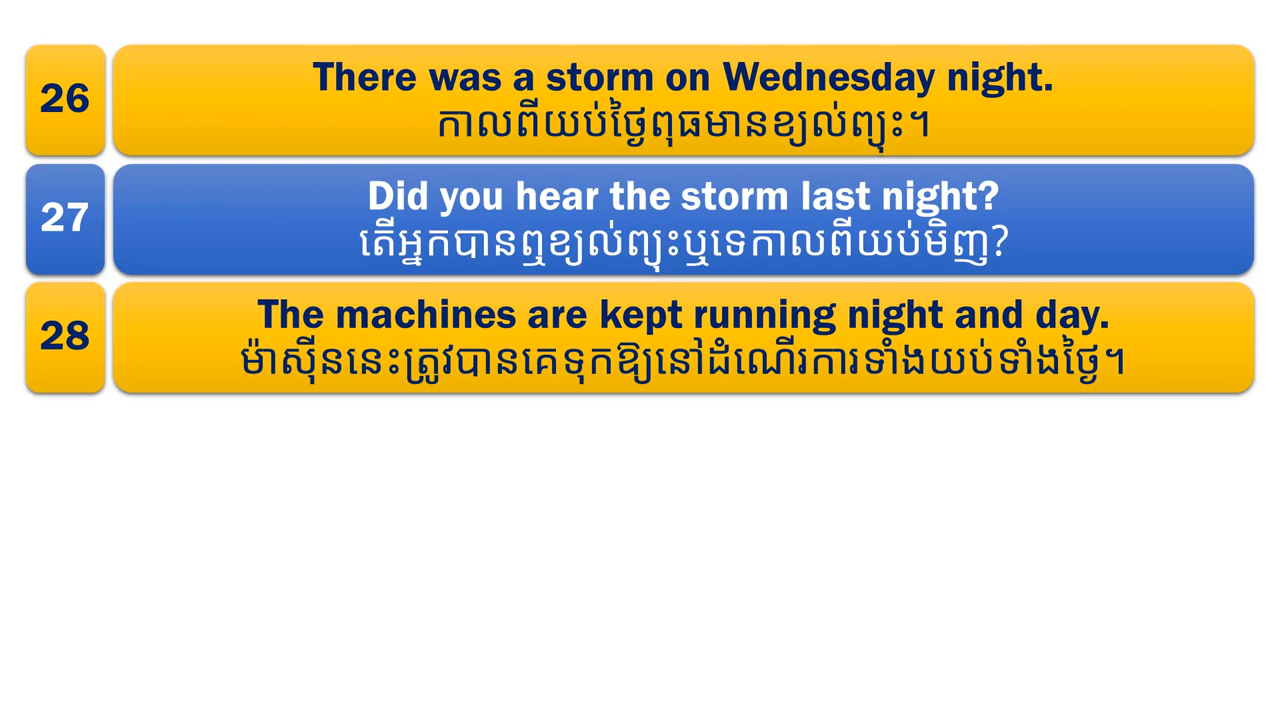 26
There was a storm on Wednesday night.
កាលពីយប់ថ្ងៃពុធមានខ្យល់ព្យុះ។
27
Did you hear the storm last night?
តើអ្នកបានឮខ្យល់ព្យុះឬទេកាលពីយប់មិញ?
28
The machines are kept running night and day.
ម៉ាស៊ីននេះត្រូវបានគេទុកឱ្យនៅដំណើរការទាំងយប់ទាំងថ្ងៃ។